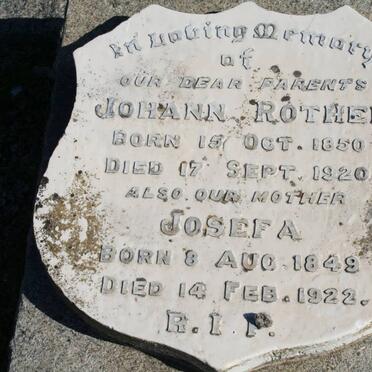 In Loving Memory
of
OUR DEAR PARENTS
JOHANN ROTHE
BORN 15 OCT. 1850
DIED 17 SEPT. 1920
ALSO OUR MOTHER
JOSEFA
BORN 8 AUG. 1849
DIED 14 FEB. 1922.
R.I.P.